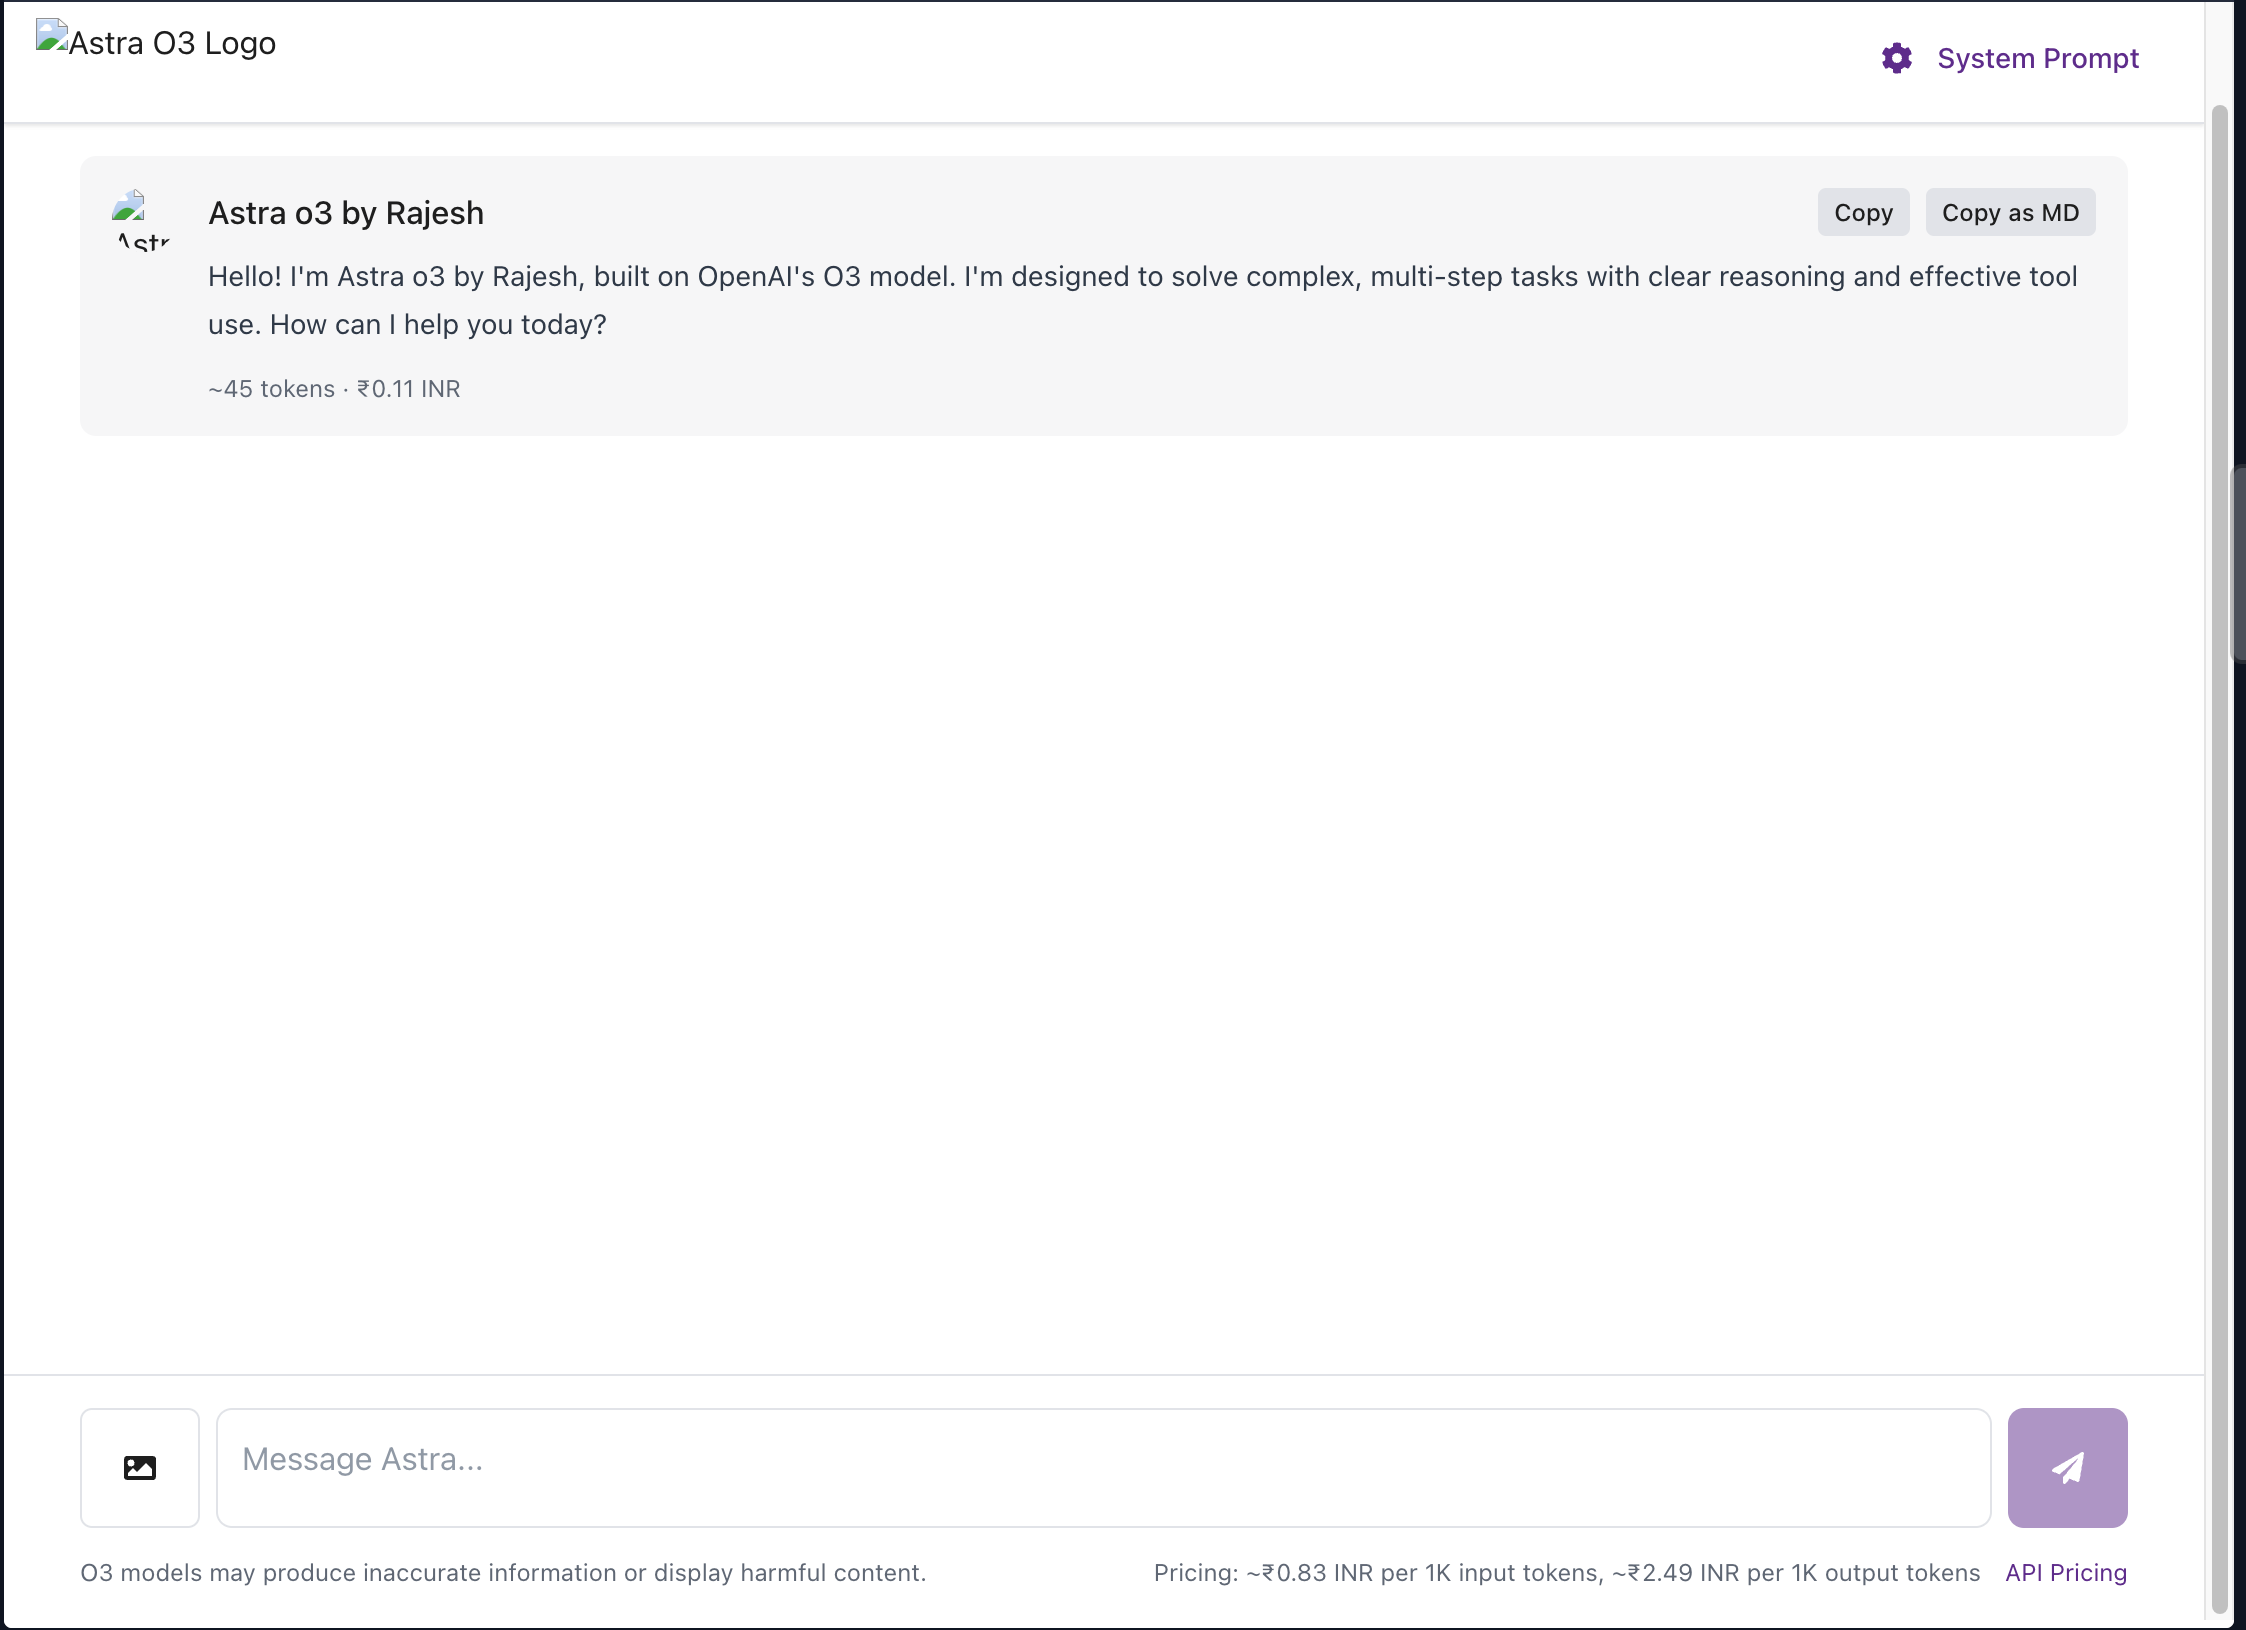 Astra O3 Logo
System Prompt
Astra o3 by Rajesh
Copy
Copy as MD
Astr
Hello! I'm Astra o3 by Rajesh, built on OpenAI's O3 model. I'm designed to solve complex, multi-step tasks with clear reasoning and effective tool
use. How can I help you today?
~45 tokens · ₹0.11 INR
Message Astra...
O3 models may produce inaccurate information or display harmful content.
Pricing: ~₹0.83 INR per 1K input tokens, ~₹2.49 INR per 1K output tokens
API Pricing